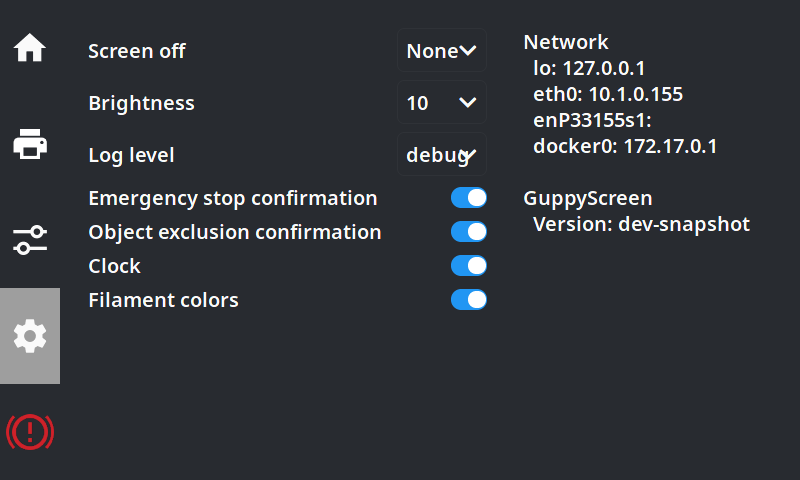 Screen off
None
Brightness
10
Log level
debug
Emergency stop confirmation
Object exclusion confirmation
Clock
Filament colors
Network
lo: 127.0.0.1
eth0: 10.1.0.155
enP33155s1:
docker0: 172.17.0.1
GuppyScreen
Version: dev-snapshot